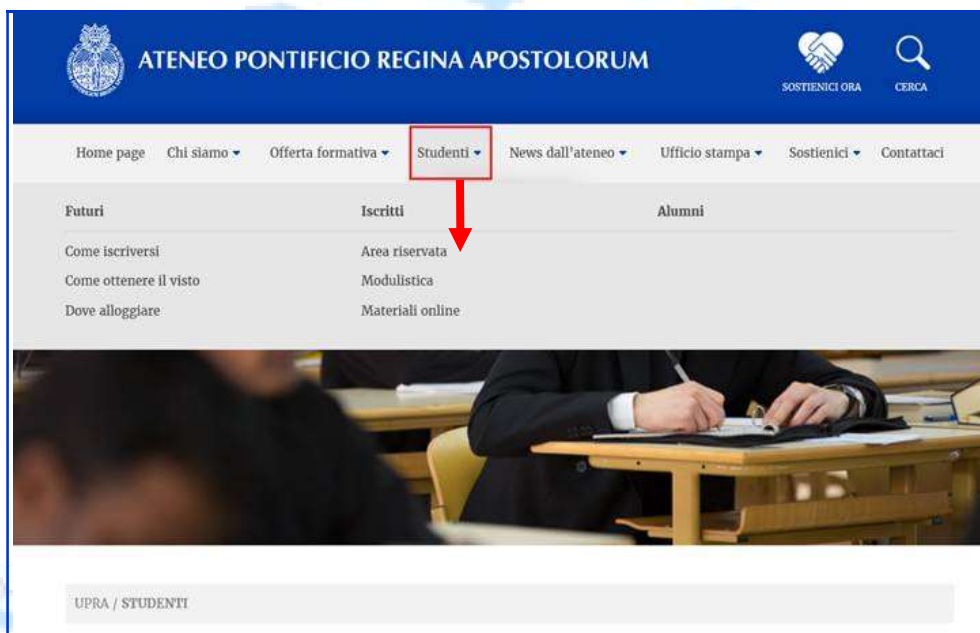 ATENEO PONTIFICIO REGINA APOSTOLORUM
SOSTIENICI ORA
CERCA
Home page Chi siamo Offerta formativa Studenti News dall'ateneo Ufficio stampa Sostienici Contattaci
Futuri Iscritti Alumni
Come iscriversi Area riservata
Come ottenere il visto Modulistica
Dove alloggiare Materiali online
UPRA / STUDENTI